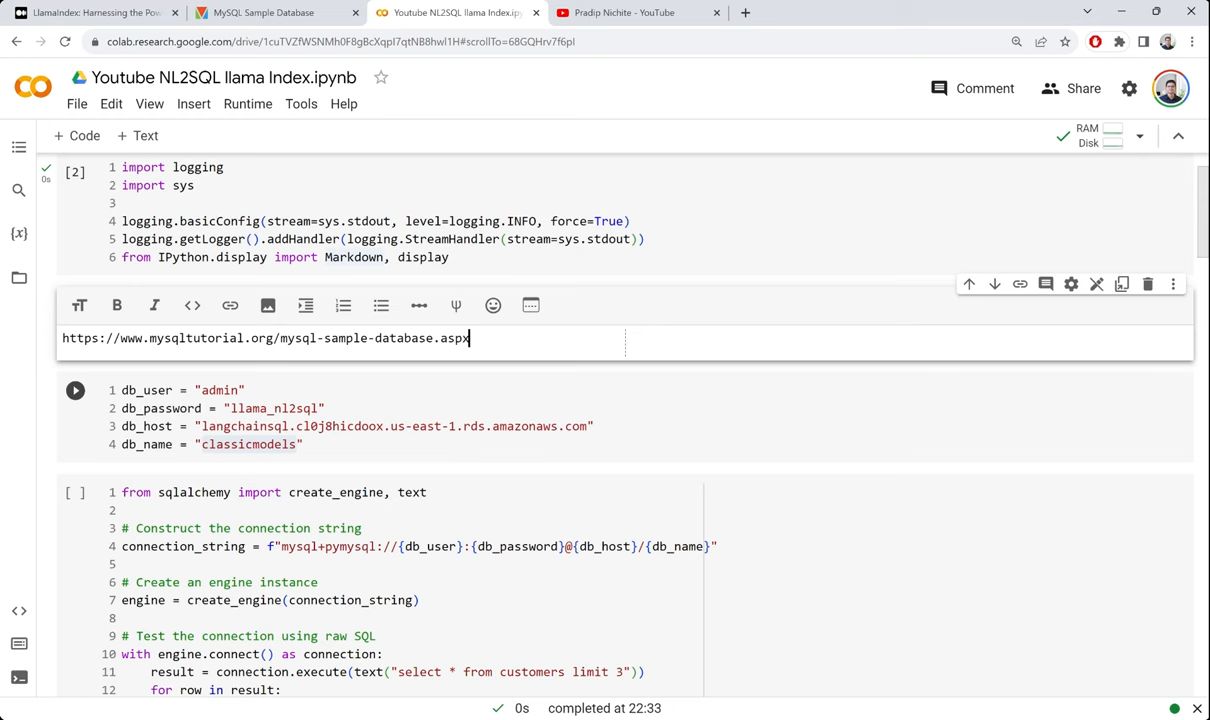 LlamaIndex: Harnessing the Pow
MySQL Sample Database
Youtube NL2SQL llama Index.ipyn
Pradip Nichite - YouTube
colab.research.google.com/drive/1cuTVZfWSNMh0F8gBcXqpI7qtNB8hwl1H#scrollTo=68GQHrv7f6pI
Youtube NL2SQL llama Index.ipynb
File Edit View Insert Runtime Tools Help
Comment
Share
+ Code + Text
RAM
Disk
[2]
0s
1 import logging
2 import sys
3
4 logging.basicConfig(stream=sys.stdout, level=logging.INFO, force=True)
5 logging.getLogger().addHandler(logging.StreamHandler(stream=sys.stdout))
6 from IPython.display import Markdown, display
https://www.mysqltutorial.org/mysql-sample-database.aspx
1 db_user = "admin"
2 db_password = "llama_nl2sql"
3 db_host = "langchainsql.cl0j8hicdoox.us-east-1.rds.amazonaws.com"
4 db_name = "classicmodels"
[ ]
1 from sqlalchemy import create_engine, text
2
3 # Construct the connection string
4 connection_string = f"mysql+pymysql://{db_user}:{db_password}@{db_host}/{db_name}"
5
6 # Create an engine instance
7 engine = create_engine(connection_string)
8
9 # Test the connection using raw SQL
10 with engine.connect() as connection:
11 result = connection.execute(text("select * from customers limit 3"))
12 for row in result:
0s completed at 22:33